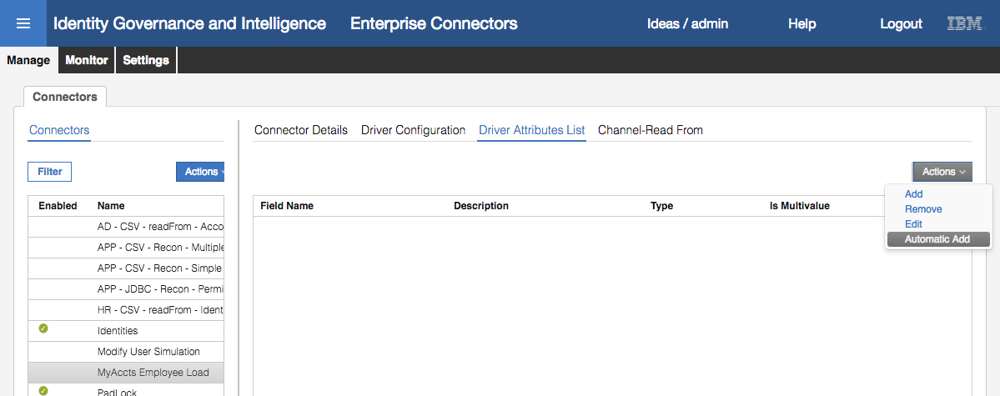 Identity Governance and Intelligence Enterprise Connectors Ideas / admin Help Logout IBM
Manage Monitor Settings
Connectors
Connectors Connector Details Driver Configuration Driver Attributes List Channel-Read From
Filter Actions Actions
Enabled Name Field Name Description Type Is Multivalue
Add
Remove
Edit
Automatic Add
AD - CSV - readFrom - Acco
APP - CSV - Recon - Multiple
APP - CSV - Recon - Simple
APP - JDBC - Recon - Permi
HR - CSV - readFrom - Ident
Identities
Modify User Simulation
MyAccts Employee Load
PadLock